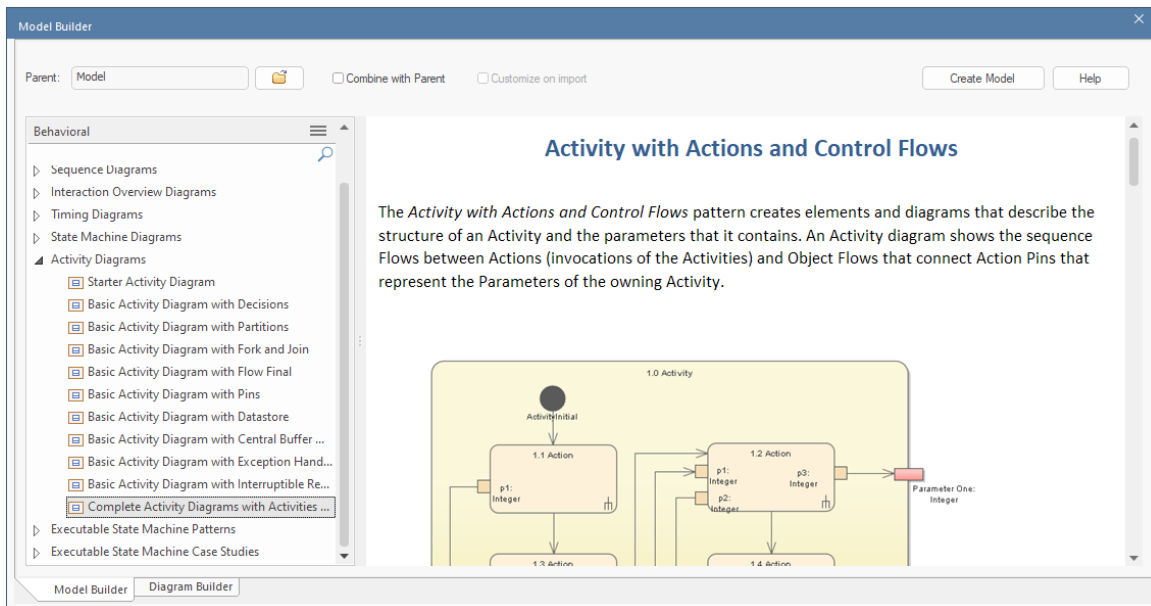 Model Builder
Parent: Model Combine with Parent Customize on import Create Model Help
Behavioral
Sequence Diagrams
Interaction Overview Diagrams
Timing Diagrams
State Machine Diagrams
Activity Diagrams
Starter Activity Diagram
Basic Activity Diagram with Decisions
Basic Activity Diagram with Partitions
Basic Activity Diagram with Fork and Join
Basic Activity Diagram with Flow Final
Basic Activity Diagram with Pins
Basic Activity Diagram with Datastore
Basic Activity Diagram with Central Buffer ...
Basic Activity Diagram with Exception Hand...
Basic Activity Diagram with Interruptible Re...
Complete Activity Diagrams with Activities ...
Executable State Machine Patterns
Executable State Machine Case Studies
Activity with Actions and Control Flows
The Activity with Actions and Control Flows pattern creates elements and diagrams that describe the
structure of an Activity and the parameters that it contains. An Activity diagram shows the sequence
Flows between Actions (invocations of the Activities) and Object Flows that connect Action Pins that
represent the Parameters of the owning Activity.
1.0 Activity
ActivityInitial
1.1 Action
p1:
Integer
1.2 Action
p1:
Integer
p2:
Integer
p3:
Integer
Parameter One:
Integer
1.3 Action
1.4 Action
Model Builder Diagram Builder